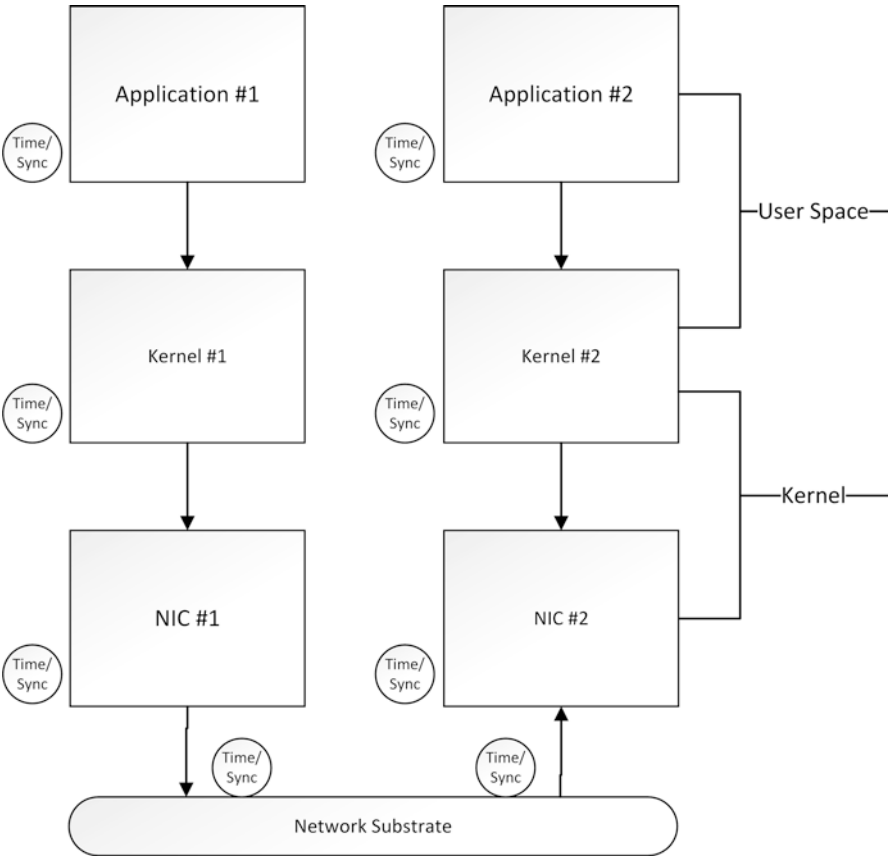 Application #1
Application #2
Time/
Sync
Time/
Sync
User Space
Kernel #1
Kernel #2
Time/
Sync
Time/
Sync
Kernel
NIC #1
NIC #2
Time/
Sync
Time/
Sync
Time/
Sync
Time/
Sync
Network Substrate